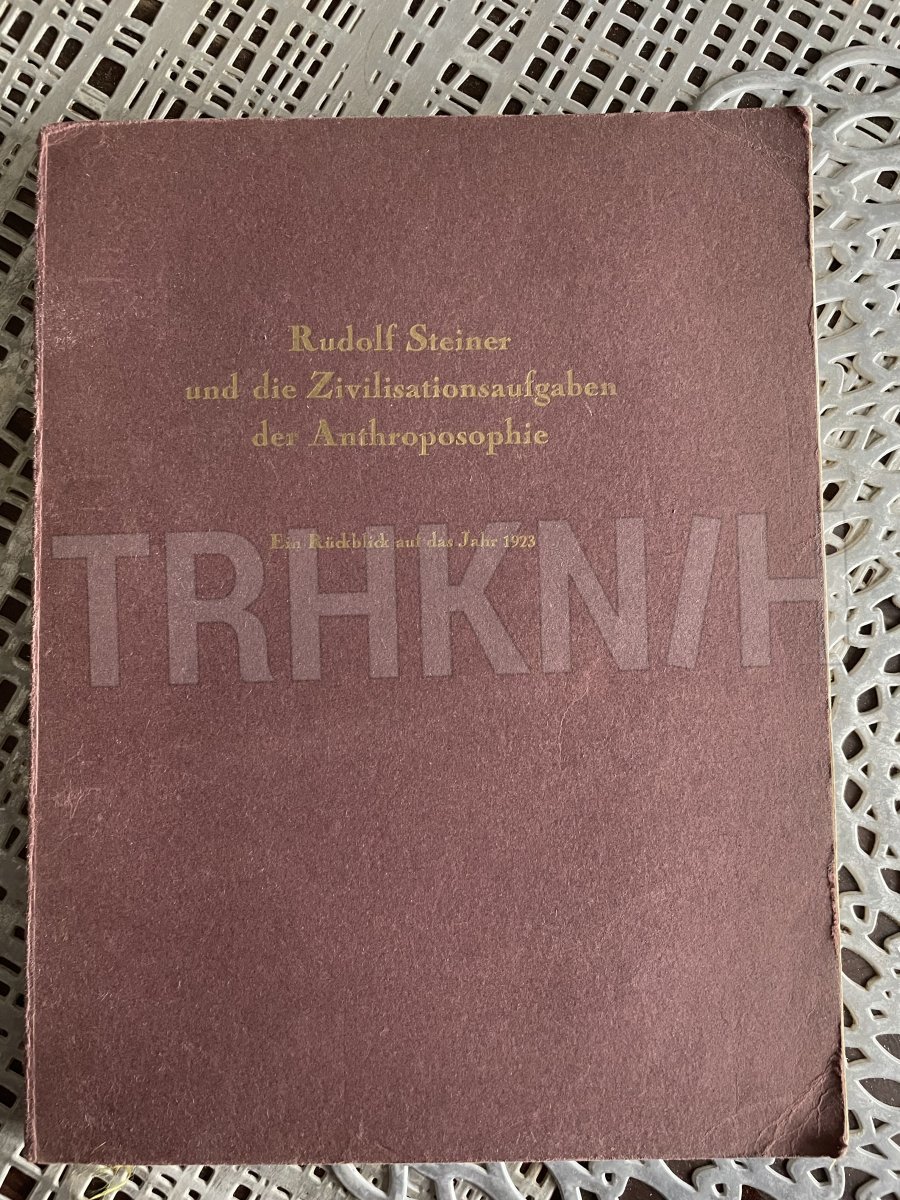 Rudolf Steiner
und die Zivilisationsaufgaben
der Anthroposophie
Ein Rückblick auf das Jahr 1923
TRHKN/H